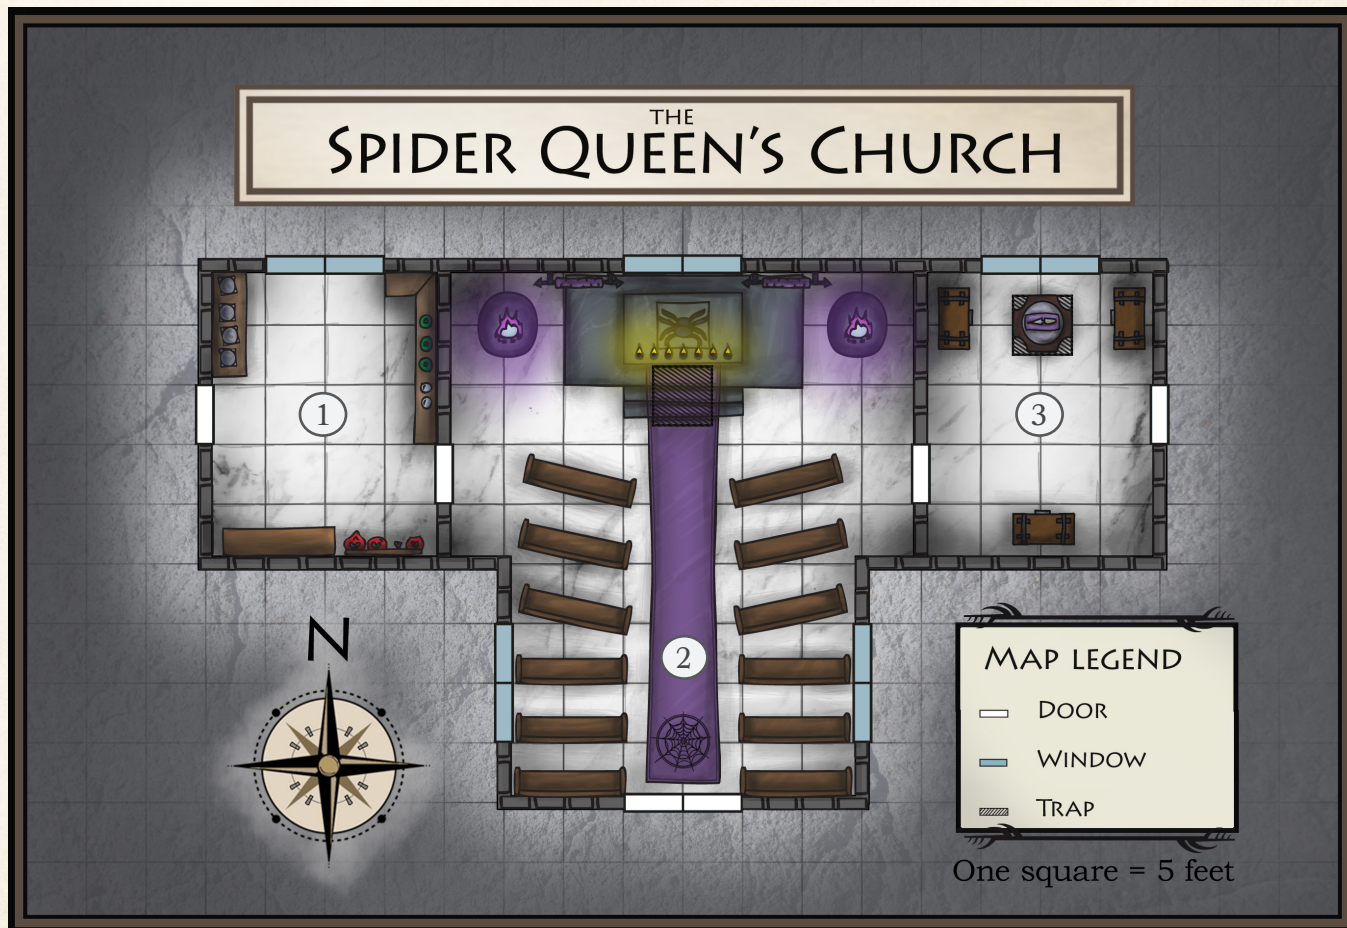 THE
SPIDER QUEEN'S CHURCH
1
3
2
N
MAP LEGEND
DOOR
WINDOW
TRAP
One square = 5 feet